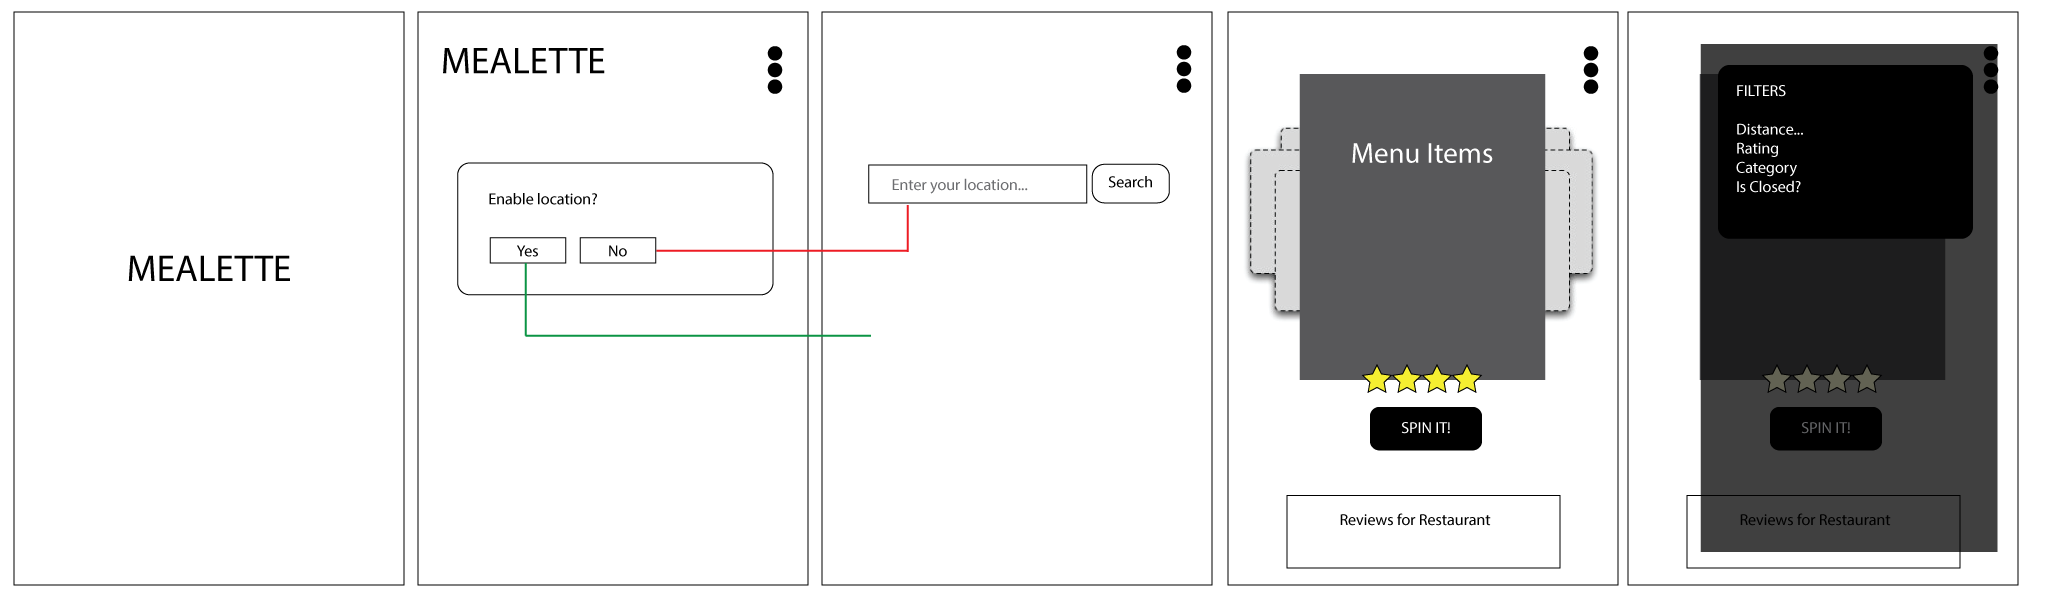 MEALETTE
MEALETTE
Enable location?
Yes
No
Enter your location...
Search
Menu Items
SPIN IT!
Reviews for Restaurant
FILTERS
Distance...
Rating
Category
Is Closed?
SPIN IT!
Reviews for Restaurant